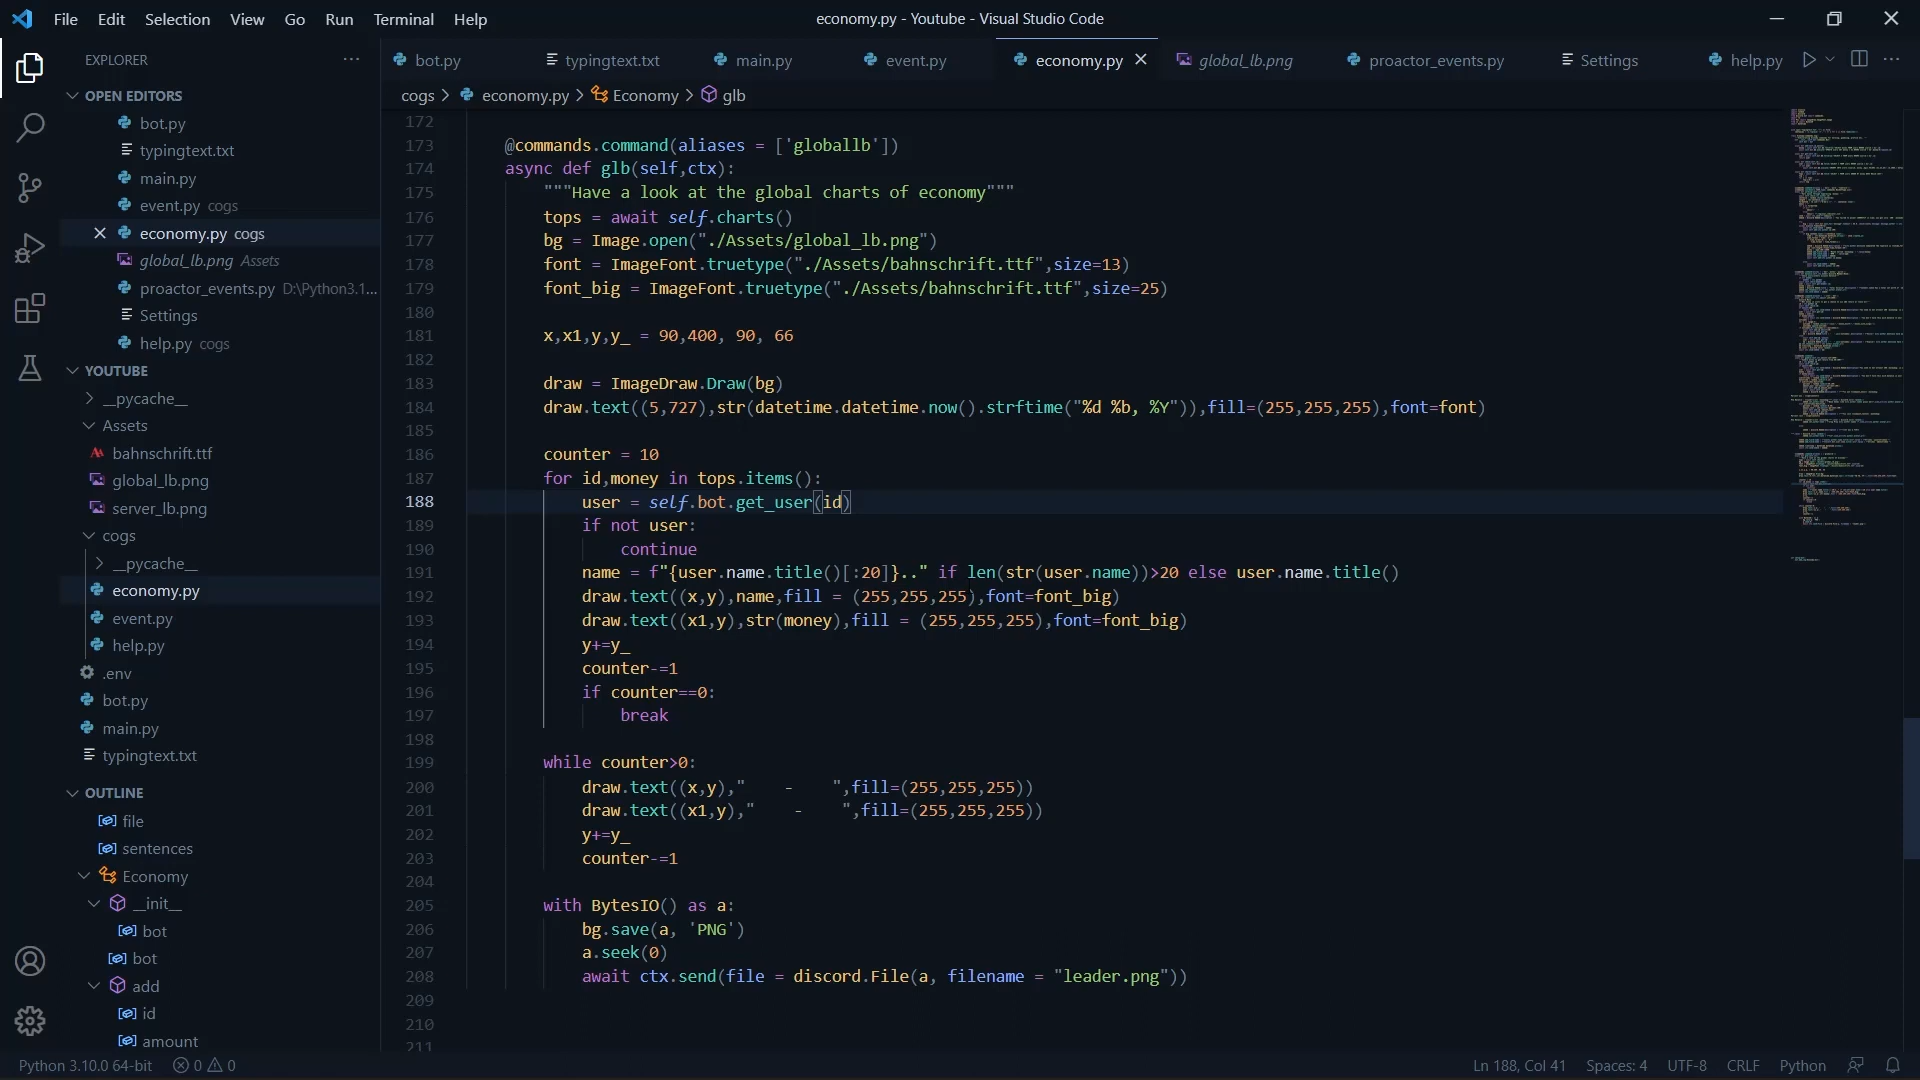 File Edit Selection View Go Run Terminal Help
economy.py - Youtube - Visual Studio Code
EXPLORER
bot.py
typingtext.txt
main.py
event.py
economy.py
global_lb.png
proactor_events.py
Settings
help.py
cogs > economy.py > Economy > glb
OPEN EDITORS
bot.py
typingtext.txt
main.py
event.py cogs
economy.py cogs
global_lb.png Assets
proactor_events.py D:\Python3.1...
Settings
help.py cogs
YOUTUBE
__pycache__
Assets
bahnschrift.ttf
global_lb.png
server_lb.png
cogs
__pycache__
economy.py
event.py
help.py
.env
bot.py
main.py
typingtext.txt
OUTLINE
file
sentences
Economy
__init__
bot
bot
add
id
amount
172
173 @commands.command(aliases = ['globallb'])
174 async def glb(self,ctx):
175 """Have a look at the global charts of economy"""
176 tops = await self.charts()
177 bg = Image.open("./Assets/global_lb.png")
178 font = ImageFont.truetype("./Assets/bahnschrift.ttf",size=13)
179 font_big = ImageFont.truetype("./Assets/bahnschrift.ttf",size=25)
180
181 x,x1,y,y_ = 90,400, 90, 66
182
183 draw = ImageDraw.Draw(bg)
184 draw.text((5,727),str(datetime.datetime.now().strftime("%d %b, %Y")),fill=(255,255,255),font=font)
185
186 counter = 10
187 for id,money in tops.items():
188 user = self.bot.get_user(id)
189 if not user:
190 continue
191 name = f"{user.name.title()[:20]}.." if len(str(user.name))>20 else user.name.title()
192 draw.text((x,y),name,fill = (255,255,255),font=font_big)
193 draw.text((x1,y),str(money),fill = (255,255,255),font=font_big)
194 y+=y_
195 counter-=1
196 if counter==0:
197 break
198
199 while counter>0:
200 draw.text((x,y),"    -    ",fill=(255,255,255))
201 draw.text((x1,y),"    -    ",fill=(255,255,255))
202 y+=y_
203 counter-=1
204
205 with BytesIO() as a:
206 bg.save(a, 'PNG')
207 a.seek(0)
208 await ctx.send(file = discord.File(a, filename = "leader.png"))
209
210
211
Python 3.10.0 64-bit 0 0
Ln 188, Col 41 Spaces: 4 UTF-8 CRLF Python